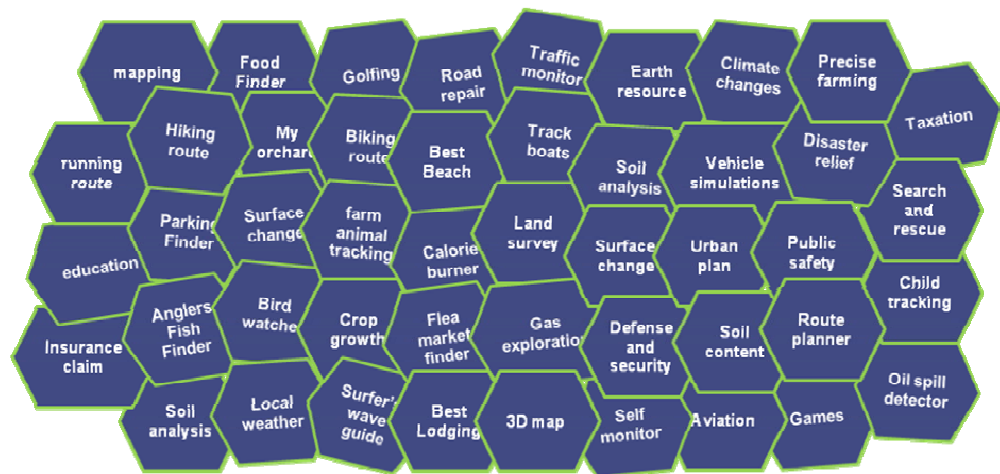 mapping
Food
Finder
Golfing
Road
repair
Traffic
monitor
Earth
resource
Climate
changes
Precise
farming
Taxation
running
route
Hiking
route
My
orchard
Biking
route
Best
Beach
Track
boats
Soil
analysis
Vehicle
simulations
Disaster
relief
Search
and
rescue
education
Parking
Finder
Surface
change
farm
animal
tracking
Calorie
burner
Land
survey
Surface
change
Urban
plan
Public
safety
Child
tracking
Insurance
claim
Anglers
Fish
Finder
Bird
watcher
Crop
growth
Flea
market
finder
Gas
exploration
Defense
and
security
Soil
content
Route
planner
Oil spill
detector
Soil
analysis
Local
weather
Surfer's
wave
guide
Best
Lodging
3D map
Self
monitor
Aviation
Games